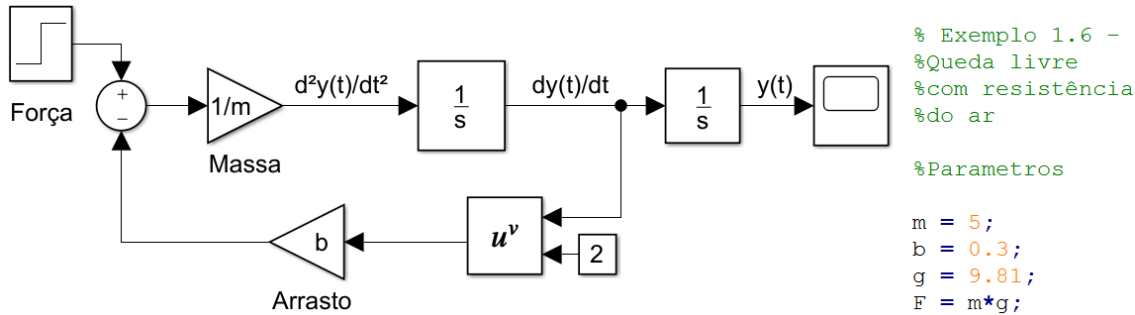 Força
+
−
1/m
Massa
d²y(t)/dt²
1
s
dy(t)/dt
1
s
y(t)
b
Arrasto
u^v
2
% Exemplo 1.6 –
%Queda livre
%com resistência
%do ar
%Parametros
m = 5;
b = 0.3;
g = 9.81;
F = m*g;